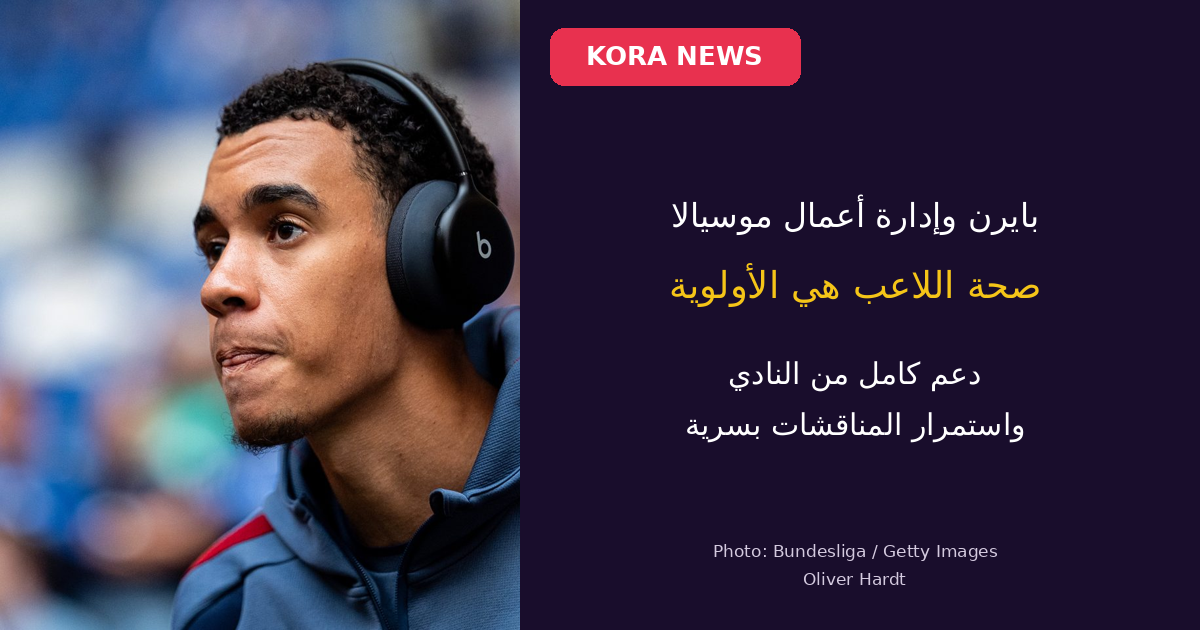 KORA NEWS
بايرن وإدارة أعمال موسيالا
صحة اللاعب هي الأولوية
دعم كامل من النادي
واستمرار المناقشات بسرية
Photo: Bundesliga / Getty Images
Oliver Hardt
b